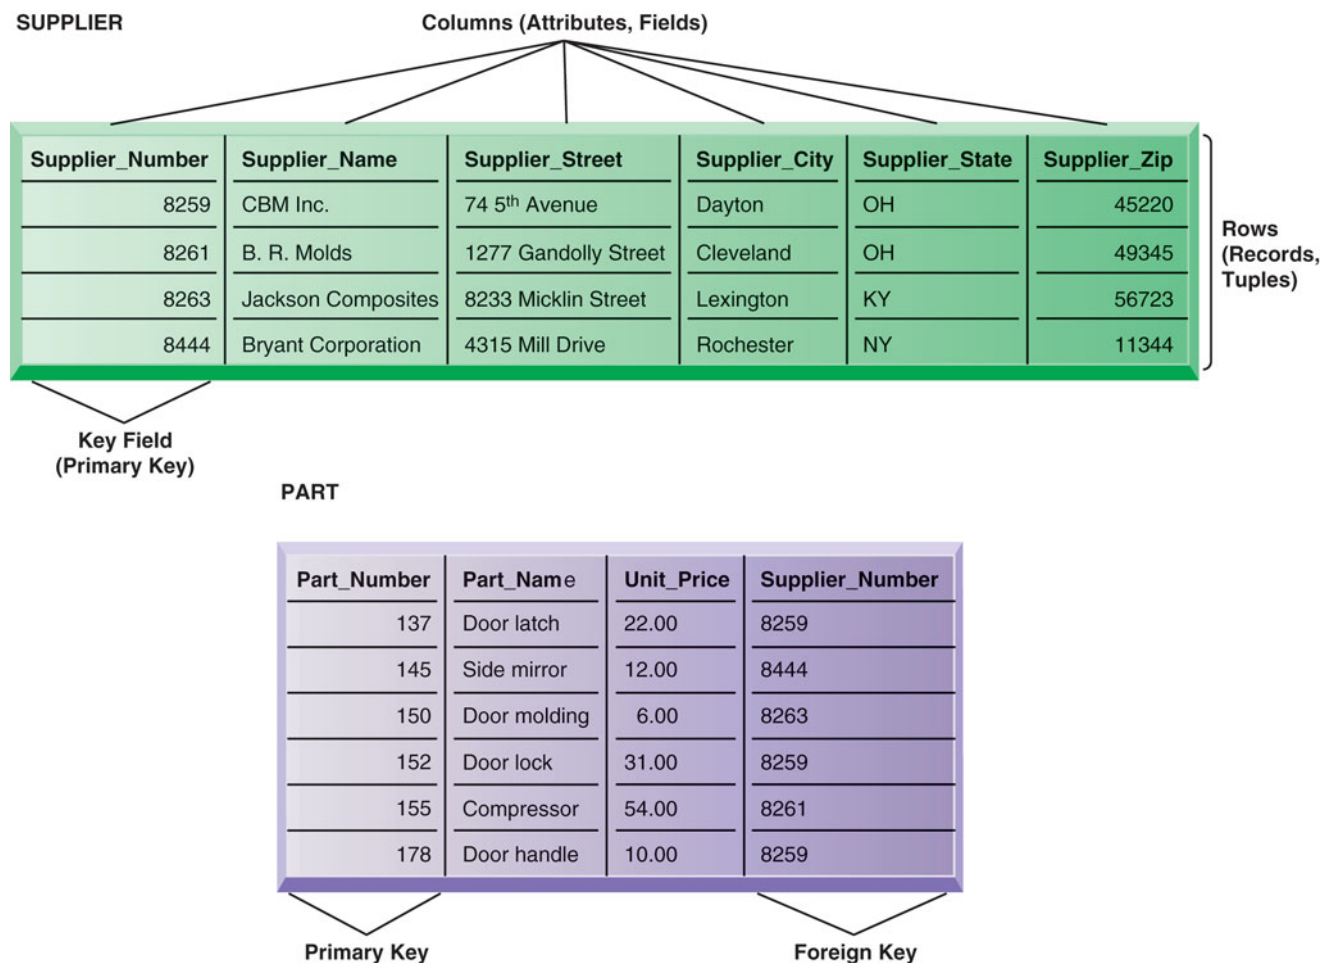 SUPPLIER Columns (Attributes, Fields)
Supplier_Number Supplier_Name Supplier_Street Supplier_City Supplier_State Supplier_Zip
8259 CBM Inc. 74 5th Avenue Dayton OH 45220
8261 B. R. Molds 1277 Gandolly Street Cleveland OH 49345
8263 Jackson Composites 8233 Micklin Street Lexington KY 56723
8444 Bryant Corporation 4315 Mill Drive Rochester NY 11344
Rows
(Records,
Tuples)
Key Field
(Primary Key)
PART
Part_Number Part_Name Unit_Price Supplier_Number
137 Door latch 22.00 8259
145 Side mirror 12.00 8444
150 Door molding 6.00 8263
152 Door lock 31.00 8259
155 Compressor 54.00 8261
178 Door handle 10.00 8259
Primary Key Foreign Key